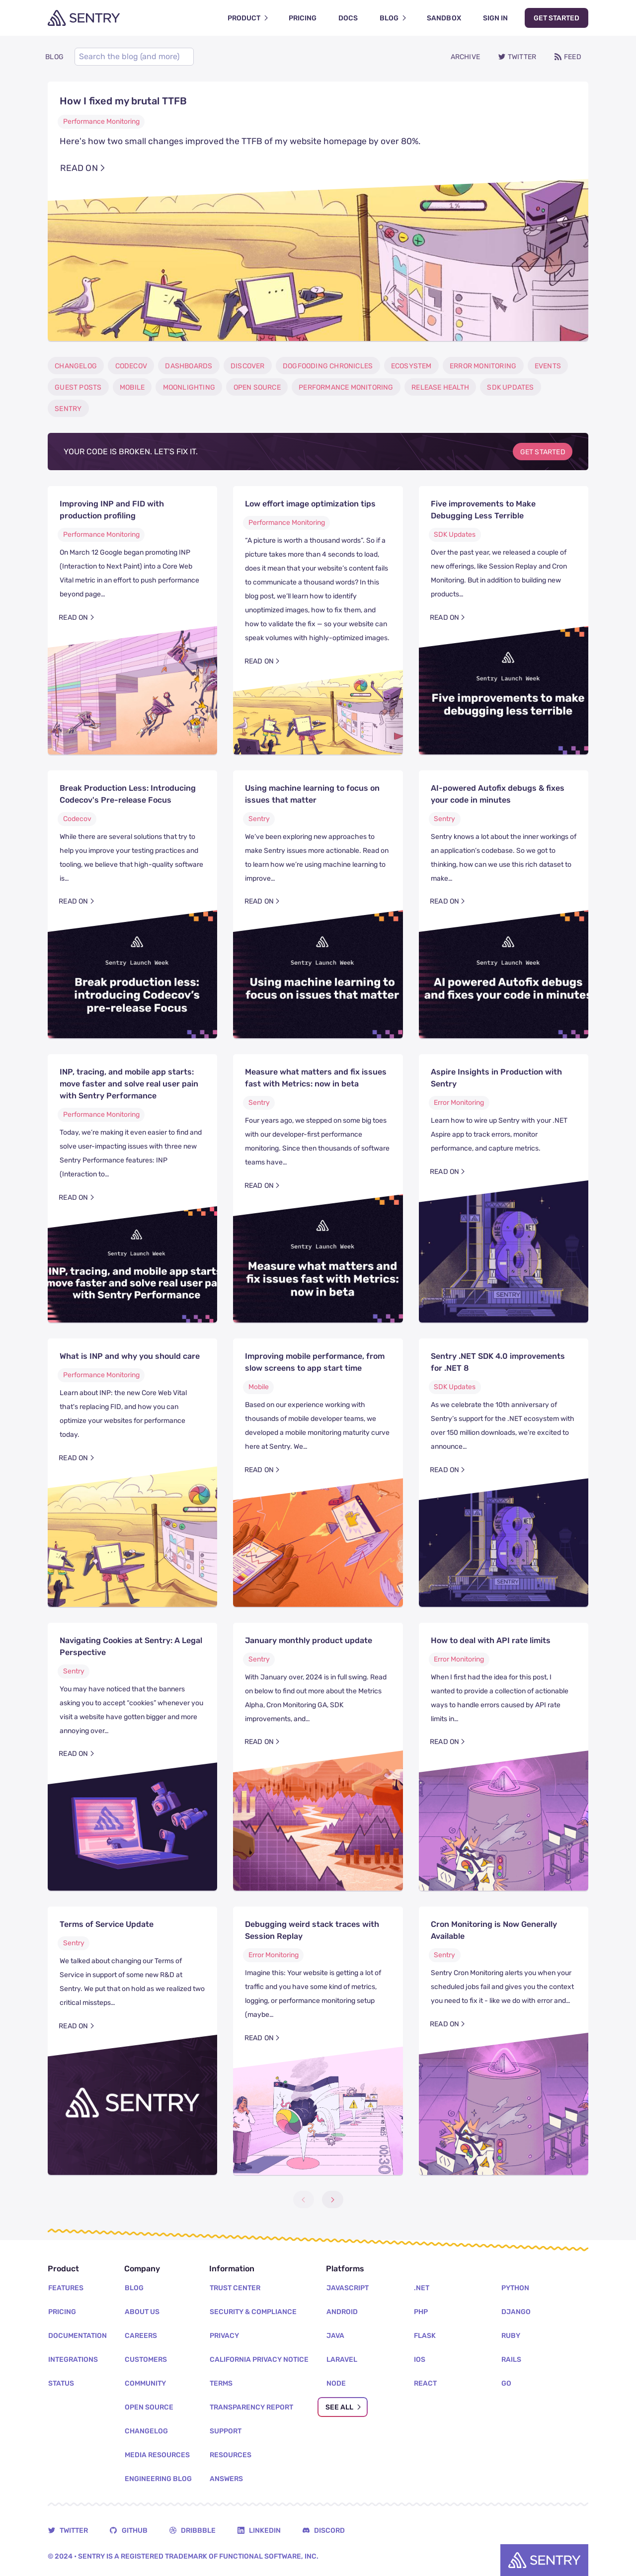 SENTRY
PRODUCT
PRICING
DOCS
BLOG
SANDBOX
SIGN IN
GET STARTED
BLOG
Search the blog (and more)
ARCHIVE
TWITTER
FEED
How I fixed my brutal TTFB
Performance Monitoring
Here's how two small changes improved the TTFB of my website homepage by over 80%.
READ ON
1%
CHANGELOG
CODECOV
DASHBOARDS
DISCOVER
DOGFOODING CHRONICLES
ECOSYSTEM
ERROR MONITORING
EVENTS
GUEST POSTS
MOBILE
MOONLIGHTING
OPEN SOURCE
PERFORMANCE MONITORING
RELEASE HEALTH
SDK UPDATES
SENTRY
YOUR CODE IS BROKEN. LET'S FIX IT.
GET STARTED
Improving INP and FID with
production profiling
Performance Monitoring
On March 12 Google began promoting INP
(Interaction to Next Paint) into a Core Web
Vital metric in an effort to push performance
beyond page…
READ ON
Low effort image optimization tips
Performance Monitoring
"A picture is worth a thousand words". So if a
picture takes more than 4 seconds to load,
does it mean that your website's content fails
to communicate a thousand words? In this
blog post, we'll learn how to identify
unoptimized images, how to fix them, and
how to validate the fix — so your website can
speak volumes with highly-optimized images.
READ ON
Five improvements to Make
Debugging Less Terrible
SDK Updates
Over the past year, we released a couple of
new offerings, like Session Replay and Cron
Monitoring. But in addition to building new
products…
READ ON
Sentry Launch Week
Five improvements to make
debugging less terrible
Break Production Less: Introducing
Codecov's Pre-release Focus
Codecov
While there are several solutions that try to
help you improve your testing practices and
tooling, we believe that high-quality software
is…
READ ON
Sentry Launch Week
Break production less:
introducing Codecov's
pre-release Focus
Using machine learning to focus on
issues that matter
Sentry
We've been exploring new approaches to
make Sentry issues more actionable. Read on
to learn how we're using machine learning to
improve…
READ ON
Sentry Launch Week
Using machine learning to
focus on issues that matter
AI-powered Autofix debugs & fixes
your code in minutes
Sentry
Sentry knows a lot about the inner workings of
an application's codebase. So we got to
thinking, how can we use this rich dataset to
make…
READ ON
Sentry Launch Week
AI powered Autofix debugs
and fixes your code in minutes
INP, tracing, and mobile app starts:
move faster and solve real user pain
with Sentry Performance
Performance Monitoring
Today, we're making it even easier to find and
solve user-impacting issues with three new
Sentry Performance features: INP
(Interaction to…
READ ON
Sentry Launch Week
INP, tracing, and mobile app starts
move faster and solve real user pa
with Sentry Performance
Measure what matters and fix issues
fast with Metrics: now in beta
Sentry
Four years ago, we stepped on some big toes
with our developer-first performance
monitoring. Since then thousands of software
teams have…
READ ON
Sentry Launch Week
Measure what matters and
fix issues fast with Metrics:
now in beta
Aspire Insights in Production with
Sentry
Error Monitoring
Learn how to wire up Sentry with your .NET
Aspire app to track errors, monitor
performance, and capture metrics.
READ ON
SENTRY
What is INP and why you should care
Performance Monitoring
Learn about INP: the new Core Web Vital
that's replacing FID, and how you can
optimize your websites for performance
today.
READ ON
Improving mobile performance, from
slow screens to app start time
Mobile
Based on our experience working with
thousands of mobile developer teams, we
developed a mobile monitoring maturity curve
here at Sentry. We…
READ ON
Sentry .NET SDK 4.0 improvements
for .NET 8
SDK Updates
As we celebrate the 10th anniversary of
Sentry's support for the .NET ecosystem with
over 150 million downloads, we're excited to
announce…
READ ON
SENTRY
Navigating Cookies at Sentry: A Legal
Perspective
Sentry
You may have noticed that the banners
asking you to accept "cookies" whenever you
visit a website have gotten bigger and more
annoying over…
READ ON
January monthly product update
Sentry
With January over, 2024 is in full swing. Read
on below to find out more about the Metrics
Alpha, Cron Monitoring GA, SDK
improvements, and…
READ ON
How to deal with API rate limits
Error Monitoring
When I first had the idea for this post, I
wanted to provide a collection of actionable
ways to handle errors caused by API rate
limits in…
READ ON
Terms of Service Update
Sentry
We talked about changing our Terms of
Service in support of some new R&D at
Sentry. We put that on hold as we realized two
critical missteps…
READ ON
SENTRY
Debugging weird stack traces with
Session Replay
Error Monitoring
Imagine this: Your website is getting a lot of
traffic and you have some kind of metrics,
logging, or performance monitoring setup
(maybe…
READ ON
00:30
Cron Monitoring is Now Generally
Available
Sentry
Sentry Cron Monitoring alerts you when your
scheduled jobs fail and gives you the context
you need to fix it - like we do with error and…
READ ON
Product
FEATURES
PRICING
DOCUMENTATION
INTEGRATIONS
STATUS
Company
BLOG
ABOUT US
CAREERS
CUSTOMERS
COMMUNITY
OPEN SOURCE
CHANGELOG
MEDIA RESOURCES
ENGINEERING BLOG
Information
TRUST CENTER
SECURITY & COMPLIANCE
PRIVACY
CALIFORNIA PRIVACY NOTICE
TERMS
TRANSPARENCY REPORT
SUPPORT
RESOURCES
ANSWERS
Platforms
JAVASCRIPT
ANDROID
JAVA
LARAVEL
NODE
SEE ALL
.NET
PHP
FLASK
IOS
REACT
PYTHON
DJANGO
RUBY
RAILS
GO
TWITTER
GITHUB
DRIBBBLE
LINKEDIN
DISCORD
© 2024 • SENTRY IS A REGISTERED TRADEMARK OF FUNCTIONAL SOFTWARE, INC.
SENTRY